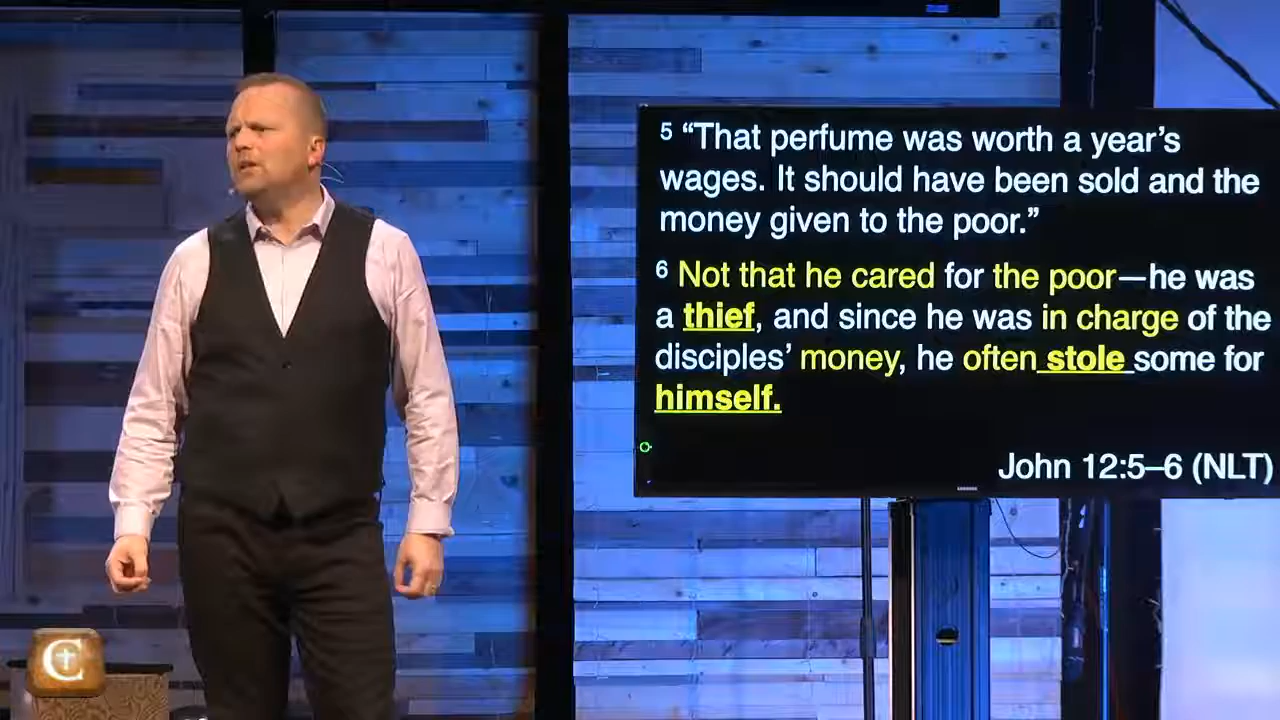 5 “That perfume was worth a year’s
wages. It should have been sold and the
money given to the poor.”
6 Not that he cared for the poor—he was
a thief, and since he was in charge of the
disciples’ money, he often stole some for
himself.
John 12:5–6 (NLT)
C